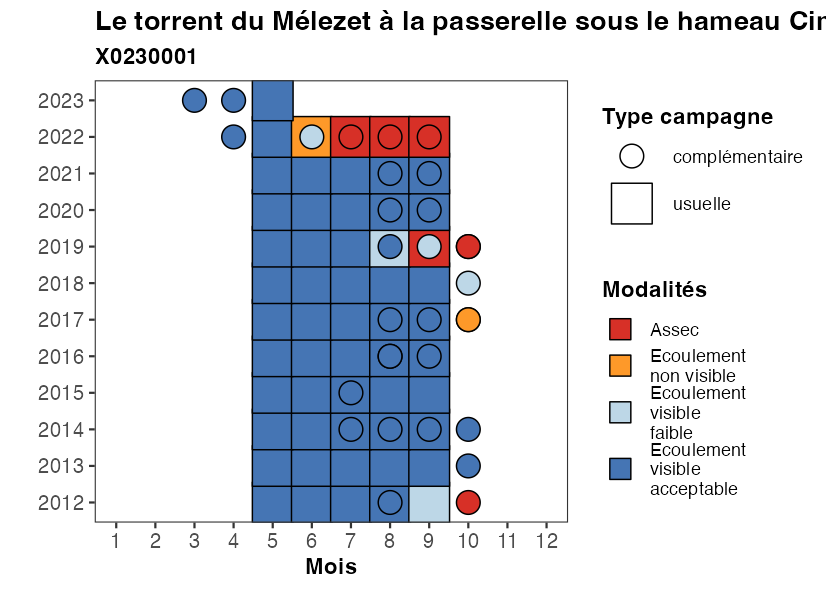 Le torrent du Mélezet à la passerelle sous le hameau Cir
X0230001
2023
2022
2021
2020
2019
2018
2017
2016
2015
2014
2013
2012
1 2 3 4 5 6 7 8 9 10 11 12
Mois
Type campagne
complémentaire
usuelle
Modalités
Assec
Ecoulement
non visible
Ecoulement
visible
faible
Ecoulement
visible
acceptable